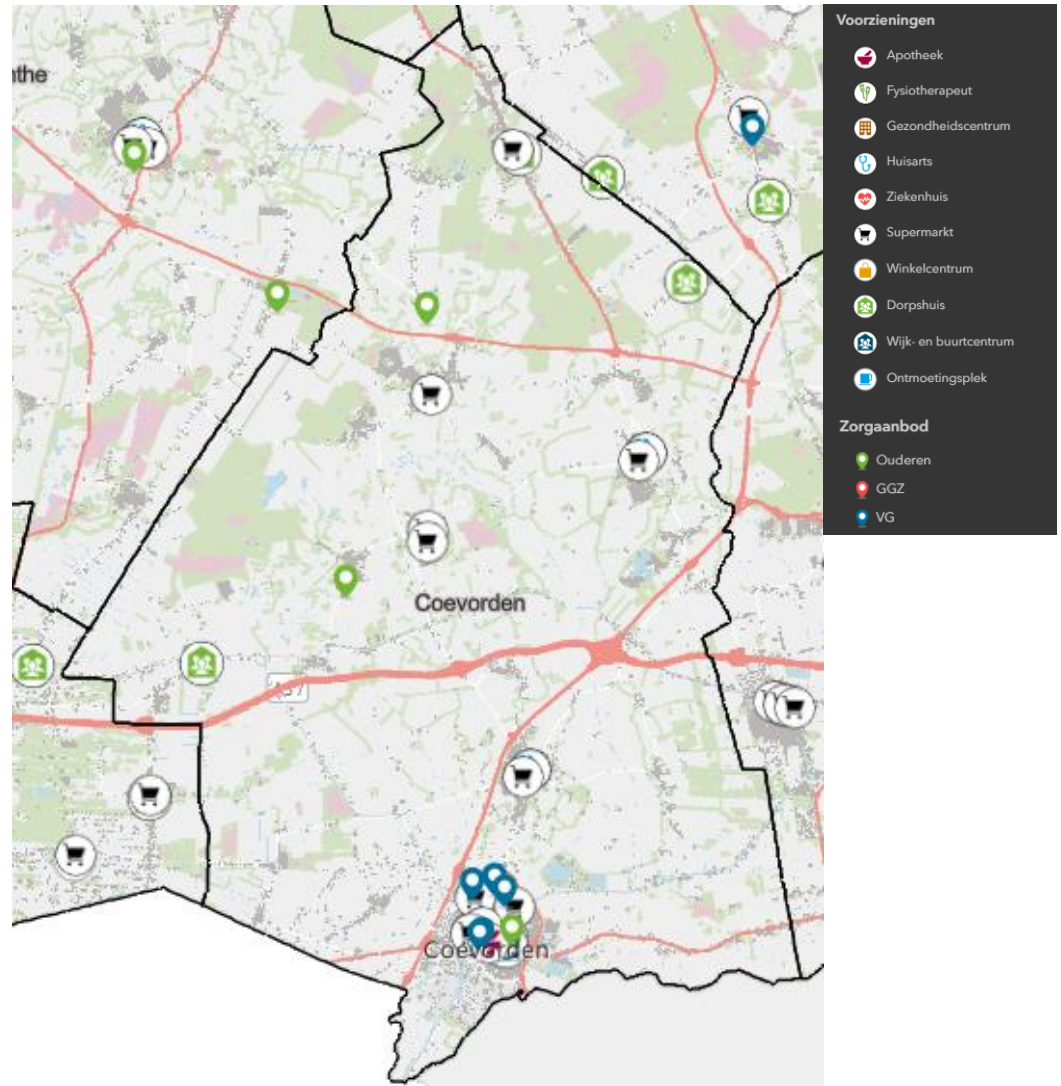 the
Coevorden
Coevorden
Voorzieningen
Apotheek
Fysiotherapeut
Gezondheidscentrum
Huisarts
Ziekenhuis
Supermarkt
Winkelcentrum
Dorpshuis
Wijk- en buurtcentrum
Ontmoetingsplek
Zorgaanbod
Ouderen
GGZ
VG